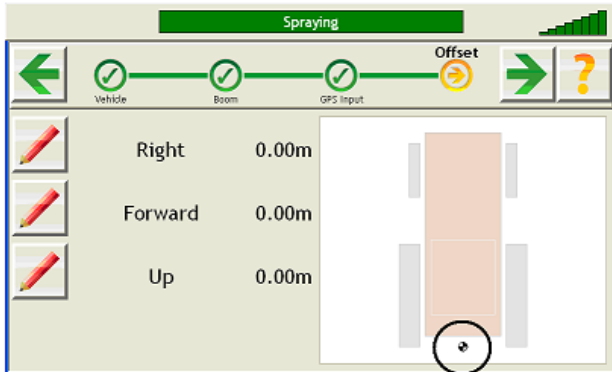 Spraying
Offset
Vehicle
Boom
GPS Input
?
Right 0.00m
Forward 0.00m
Up 0.00m